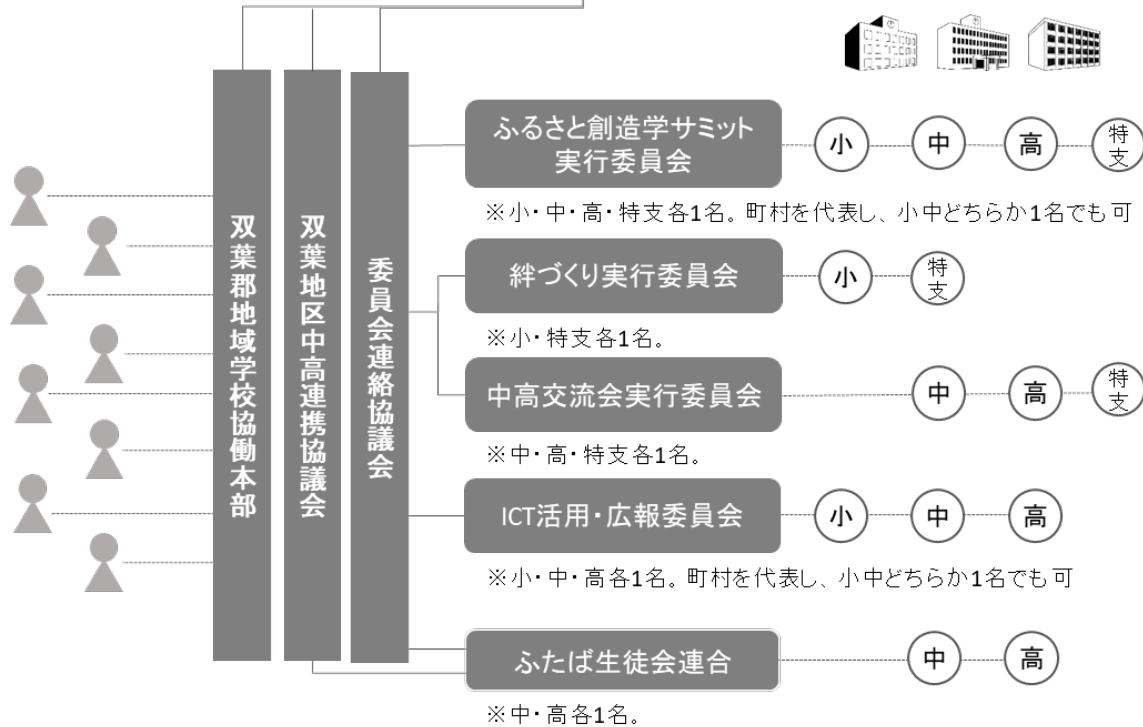 双葉郡地域学校協働本部
双葉地区中高連携協議会
委員会連絡協議会
ふるさと創造学サミット
実行委員会
小
中
高
特支
※小・中・高・特支各1名。町村を代表し、小中どちらか1名でも可
絆づくり実行委員会
小
特支
※小・特支各1名。
中高交流会実行委員会
中
高
特支
※中・高・特支各1名。
ICT活用・広報委員会
小
中
高
※小・中・高各1名。町村を代表し、小中どちらか1名でも可
ふたば生徒会連合
中
高
※中・高各1名。